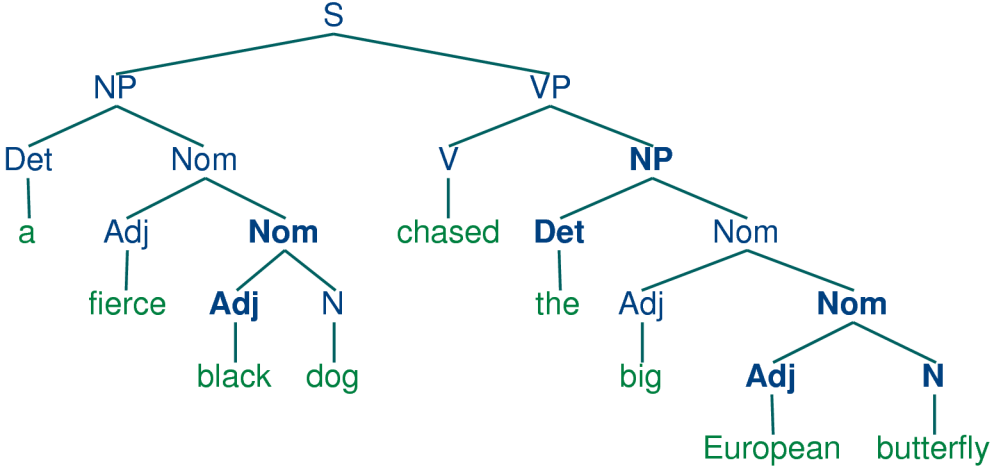 S
NP VP
Det Nom V NP
a Adj Nom chased Det Nom
fierce Adj N the Adj Nom
black dog big Adj N
European butterfly